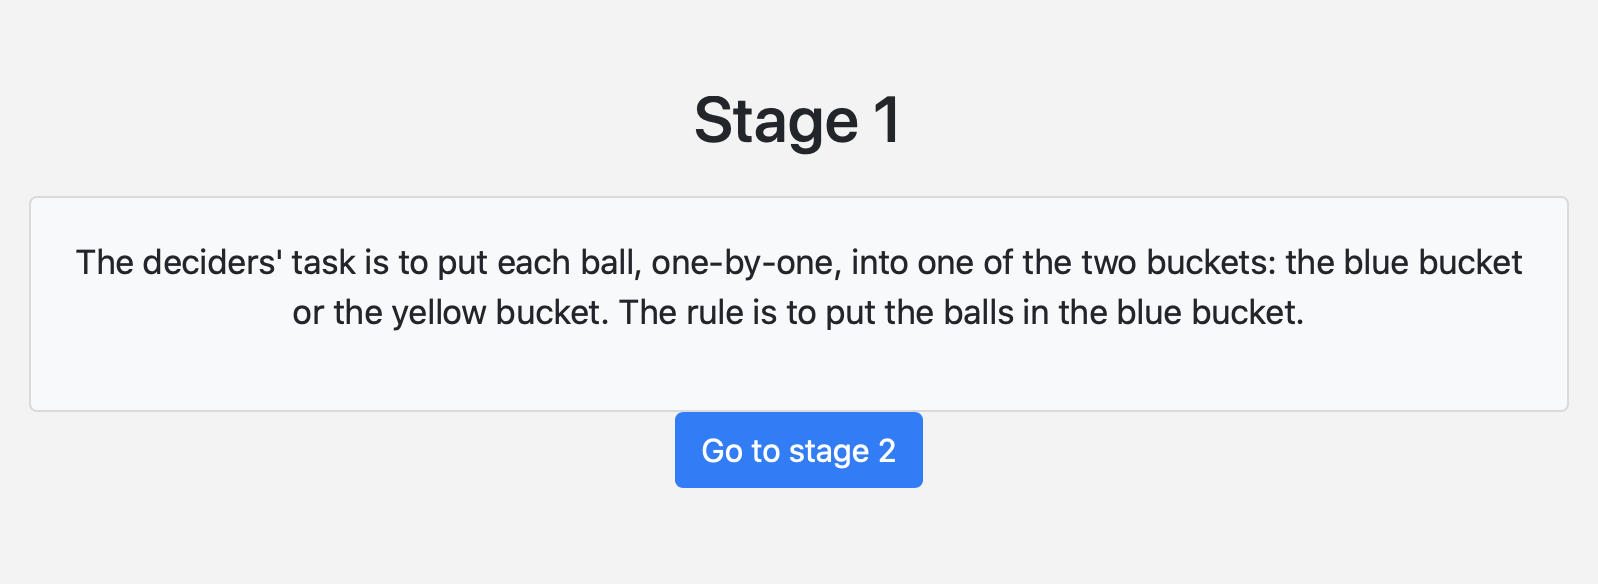 Stage 1
The deciders' task is to put each ball, one-by-one, into one of the two buckets: the blue bucket
or the yellow bucket. The rule is to put the balls in the blue bucket.
Go to stage 2